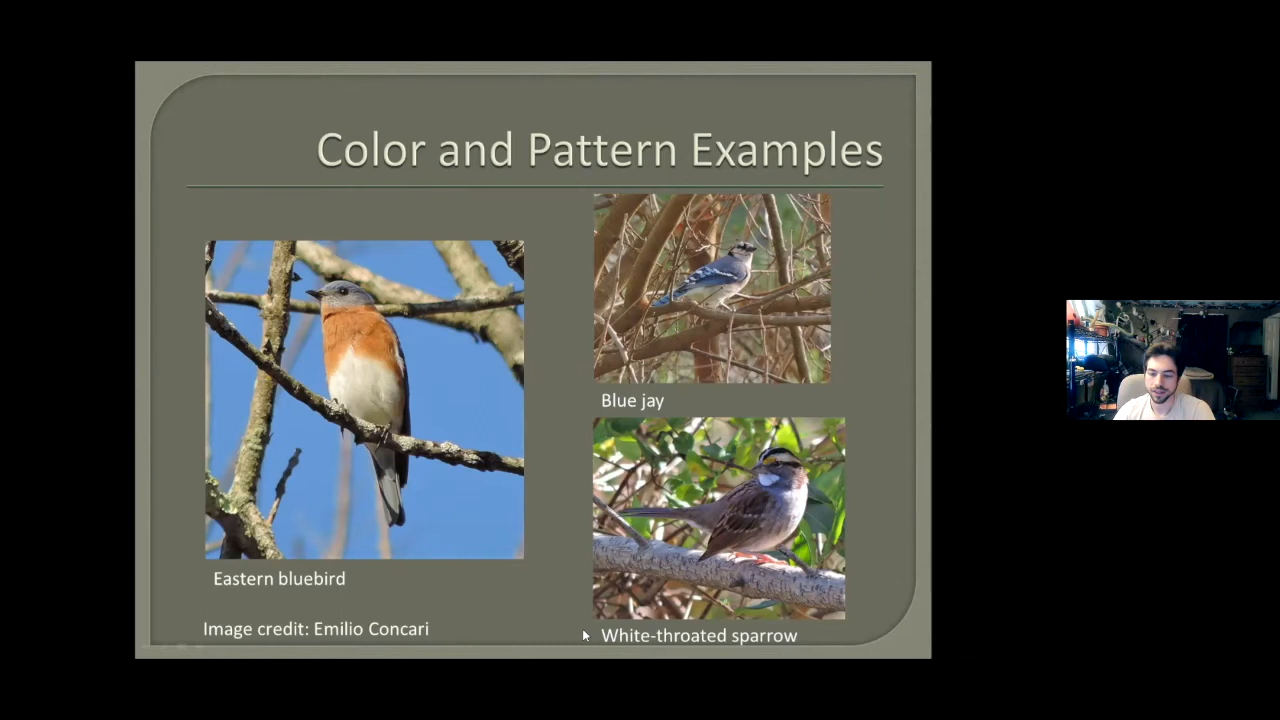 Color and Pattern Examples
Blue jay
Eastern bluebird
Image credit: Emilio Concari
White-throated sparrow